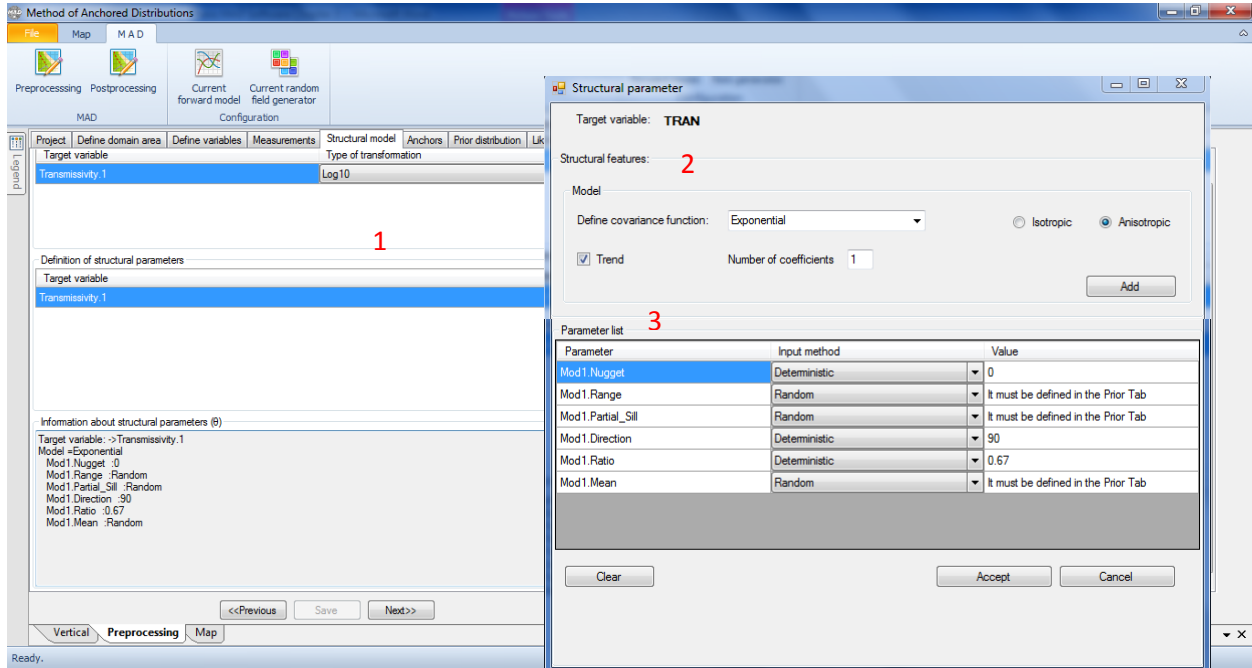 Method of Anchored Distributions
File Map M A D
Preprocesssing Postprocessing Current forward model Current random field generator
MAD Configuration
Legend
Project Define domain area Define variables Measurements Structural model Anchors Prior distribution Lik
Target variable Type of transformation
Transmissivity.1 Log10
1
Definition of structural parameters
Target variable
Transmissivity.1
Information about structural parameters (θ)
Target variable: ->Transmissivity.1
Model =Exponential
Mod1.Nugget :0
Mod1.Range :Random
Mod1.Partial_Sill :Random
Mod1.Direction :90
Mod1.Ratio :0.67
Mod1.Mean :Random
<<Previous Save Next>>
Vertical Preprocessing Map
Ready.
Structural parameter
Target variable: TRAN
Structural features:
2
Model
Define covariance function: Exponential Isotropic Anisotropic
Trend Number of coefficients 1
Add
Parameter list
3
Parameter Input method Value
Mod1.Nugget Deterministic 0
Mod1.Range Random It must be defined in the Prior Tab
Mod1.Partial_Sill Random It must be defined in the Prior Tab
Mod1.Direction Deterministic 90
Mod1.Ratio Deterministic 0.67
Mod1.Mean Random It must be defined in the Prior Tab
Clear Accept Cancel